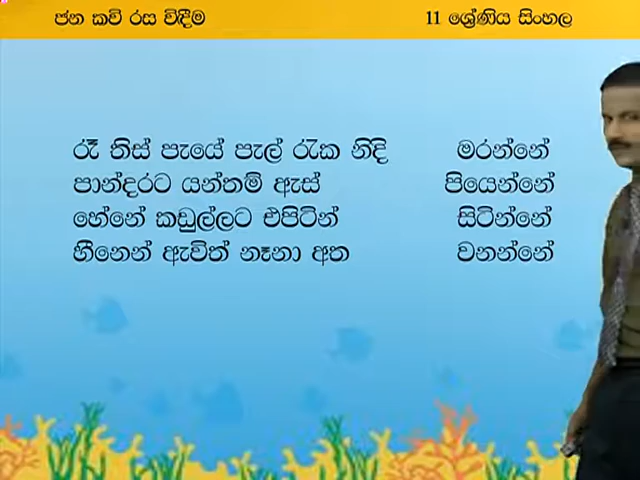 ජන කවි රස විඳීම
11 ශ්‍රේණිය සිංහල
රෑ තිස් පැයේ පැල් රැක නිදි මරන්නේ
පාන්දරට යන්තම් ඇස් පියෙන්නේ
හේනේ කඩුල්ලට එපිටින් සිටින්නේ
හීනෙන් ඇවිත් නෑනා අත වනන්නේ